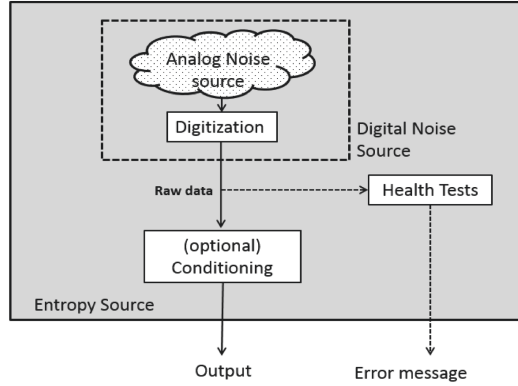 Analog Noise
source
Digitization
Digital Noise
Source
Raw data
Health Tests
(optional)
Conditioning
Entropy Source
Output
Error message